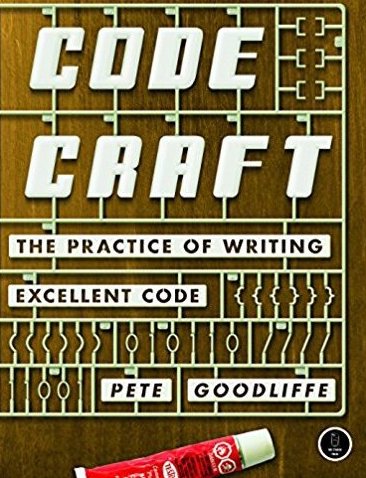 CODE
CRAFT
THE PRACTICE OF WRITING
EXCELLENT CODE
PETE GOODLIFFE